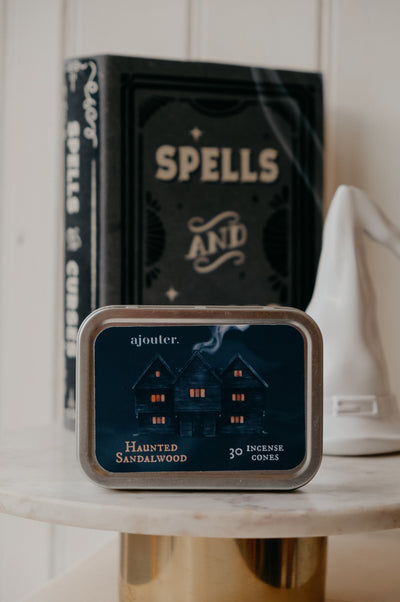 SPELLS
AND
SPELLS & CURSES
ajouter.
HAUNTED
SANDALWOOD
30 INCENSE
CONES